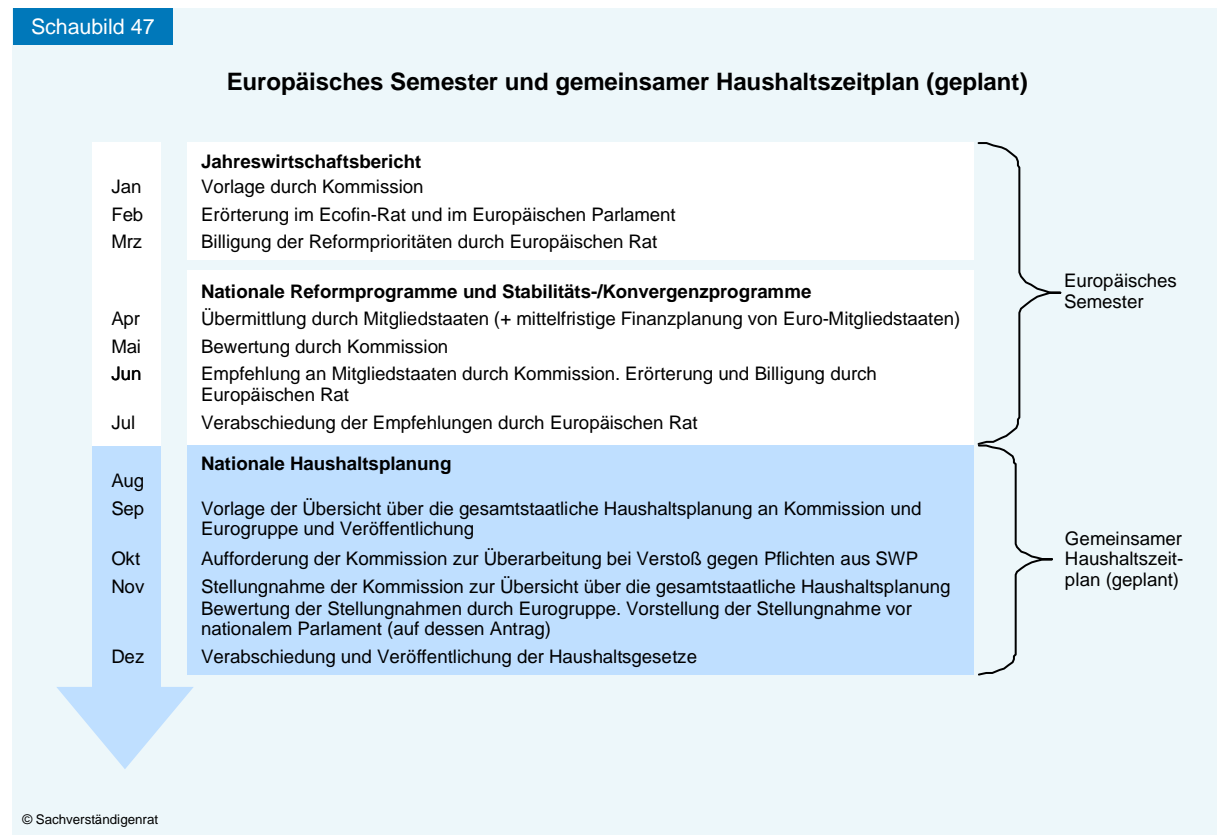 Schaubild 47
Europäisches Semester und gemeinsamer Haushaltszeitplan (geplant)
Jahreswirtschaftsbericht
Jan Vorlage durch Kommission
Feb Erörterung im Ecofin-Rat und im Europäischen Parlament
Mrz Billigung der Reformprioritäten durch Europäischen Rat
Europäisches
Semester
Nationale Reformprogramme und Stabilitäts-/Konvergenzprogramme
Apr Übermittlung durch Mitgliedstaaten (+ mittelfristige Finanzplanung von Euro-Mitgliedstaaten)
Mai Bewertung durch Kommission
Jun Empfehlung an Mitgliedstaaten durch Kommission. Erörterung und Billigung durch
Europäischen Rat
Jul Verabschiedung der Empfehlungen durch Europäischen Rat
Nationale Haushaltsplanung
Aug
Sep Vorlage der Übersicht über die gesamtstaatliche Haushaltsplanung an Kommission und
Eurogruppe und Veröffentlichung
Okt Aufforderung der Kommission zur Überarbeitung bei Verstoß gegen Pflichten aus SWP
Nov Stellungnahme der Kommission zur Übersicht über die gesamtstaatliche Haushaltsplanung
Bewertung der Stellungnahmen durch Eurogruppe. Vorstellung der Stellungnahme vor
nationalem Parlament (auf dessen Antrag)
Dez Verabschiedung und Veröffentlichung der Haushaltsgesetze
Gemeinsamer
Haushaltszeit-
plan (geplant)
© Sachverständigenrat